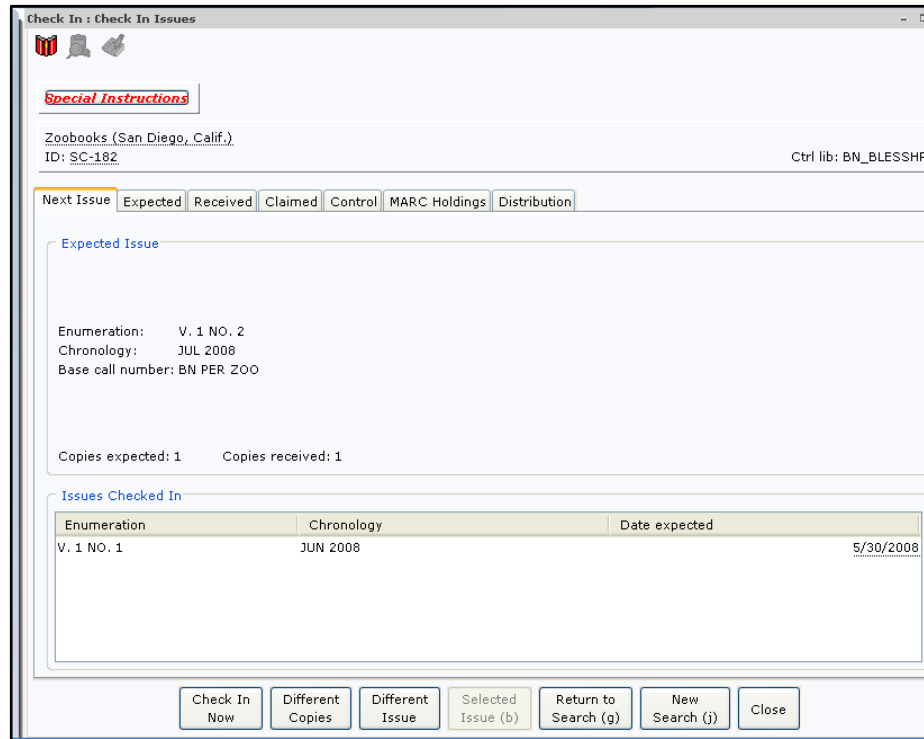 Check In : Check In Issues
Special Instructions
Zoobooks (San Diego, Calif.)
ID: SC-182 Ctrl lib: BN_BLESSHR
Next Issue Expected Received Claimed Control MARC Holdings Distribution
Expected Issue
Enumeration: V. 1 NO. 2
Chronology: JUL 2008
Base call number: BN PER ZOO
Copies expected: 1 Copies received: 1
Issues Checked In
Enumeration Chronology Date expected
V. 1 NO. 1 JUN 2008 5/30/2008
Check In Different Different Selected Return to New Close
Now Copies Issue Issue (b) Search (g) Search (j)